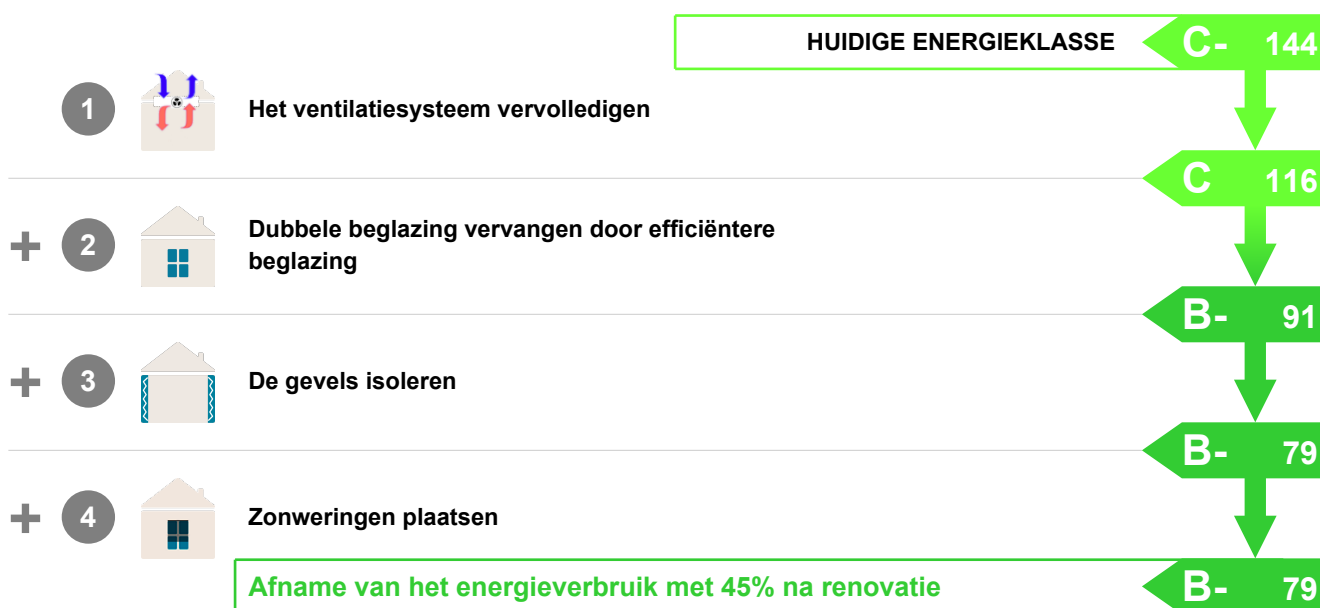 HUIDIGE ENERGIEKLASSE C- 144
1 Het ventilatiesysteem vervolledigen
C 116
+ 2 Dubbele beglazing vervangen door efficiëntere
beglazing
B- 91
+ 3 De gevels isoleren
B- 79
+ 4 Zonweringen plaatsen
Afname van het energieverbruik met 45% na renovatie B- 79